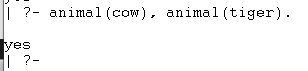 | ?- animal(cow), animal(tiger).
yes
| ?-